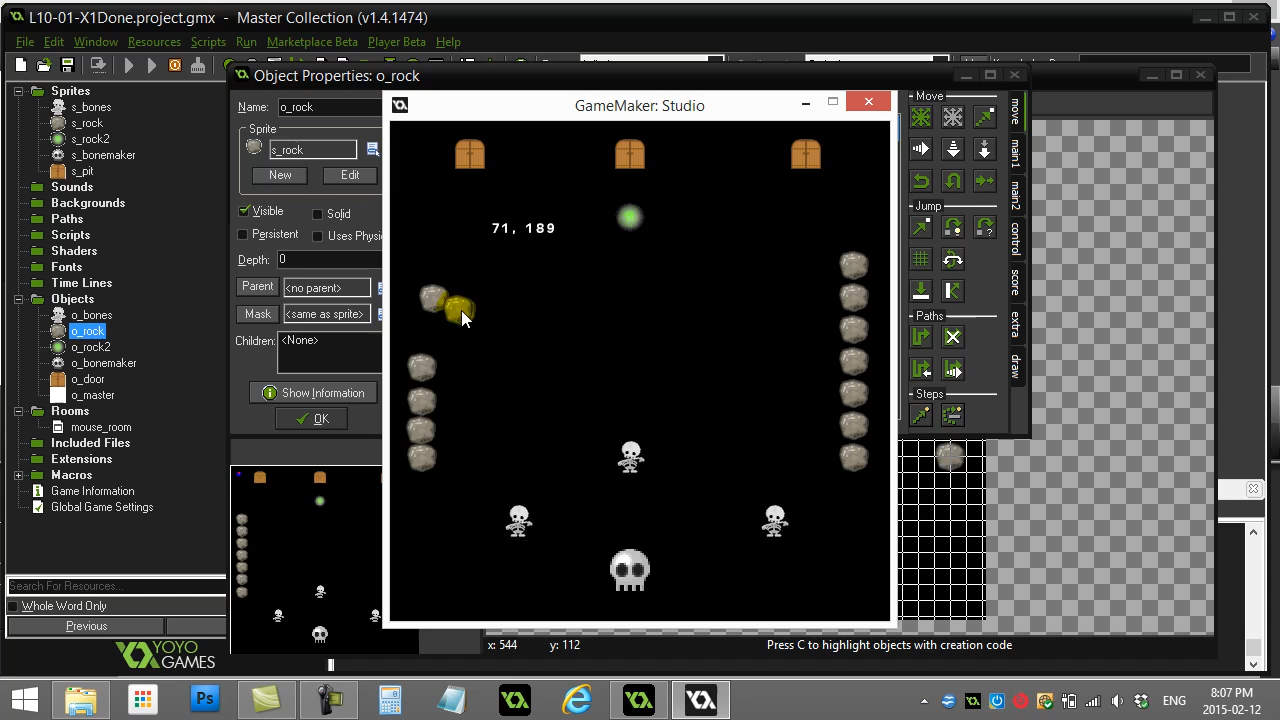 L10-01-X1Done.project.gmx - Master Collection (v1.4.1474)
File Edit Window Resources Scripts Run Marketplace Beta Player Beta Help
Object Properties: o_rock
Sprites
s_bones
s_rock
s_rock2
s_bonemaker
s_pit
Sounds
Backgrounds
Paths
Scripts
Shaders
Fonts
Time Lines
Objects
o_bones
o_rock
o_rock2
o_bonemaker
o_door
o_master
Rooms
mouse_room
Included Files
Extensions
Macros
Game Information
Global Game Settings
Search For Resources...
Whole Word Only
Previous
YOYO
GAMES
Name: o_rock
Sprite
s_rock
New Edit
Visible Solid
Persistent Uses Physi
Depth: 0
Parent <no parent>
Mask <same as sprite>
Children: <None>
Show Information
OK
GameMaker: Studio
71, 189
Move
Jump
Paths
Steps
move
main1
main2
control
score
extra
draw
x: 544 y: 112 Press C to highlight objects with creation code
Ps
ENG
8:07 PM
2015-02-12